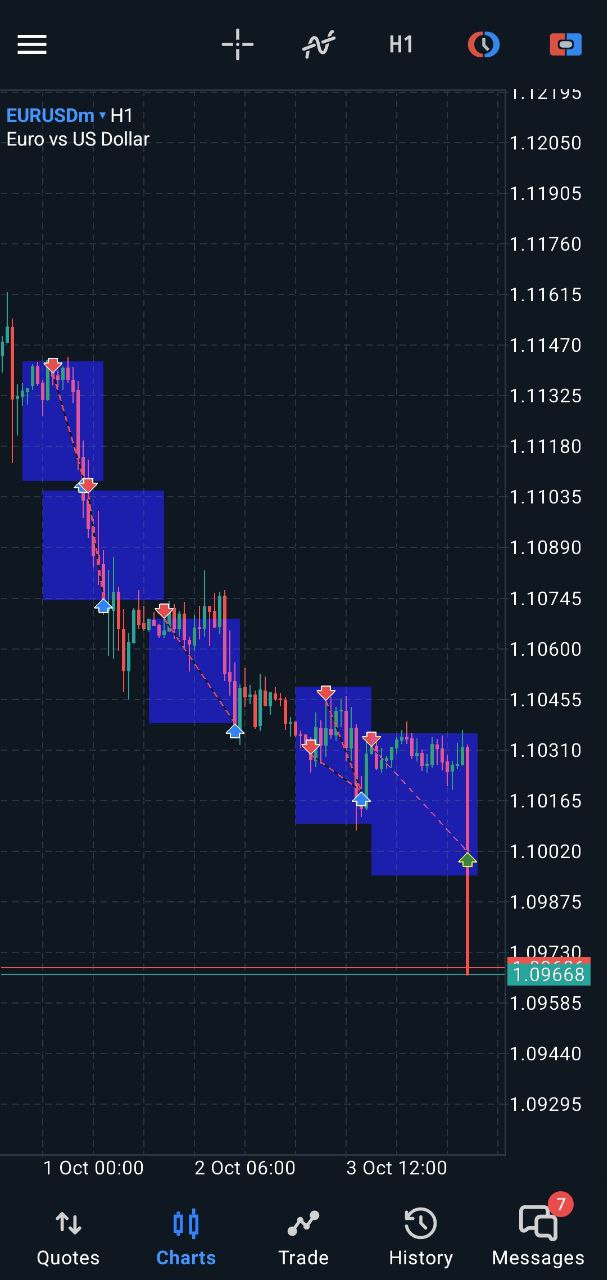 H1
EURUSDm ▾ H1
Euro vs US Dollar
1.12195
1.12050
1.11905
1.11760
1.11615
1.11470
1.11325
1.11180
1.11035
1.10890
1.10745
1.10600
1.10455
1.10310
1.10165
1.10020
1.09875
1.09730
1.09668
1.09585
1.09440
1.09295
1 Oct 00:00
2 Oct 06:00
3 Oct 12:00
7
Quotes
Charts
Trade
History
Messages